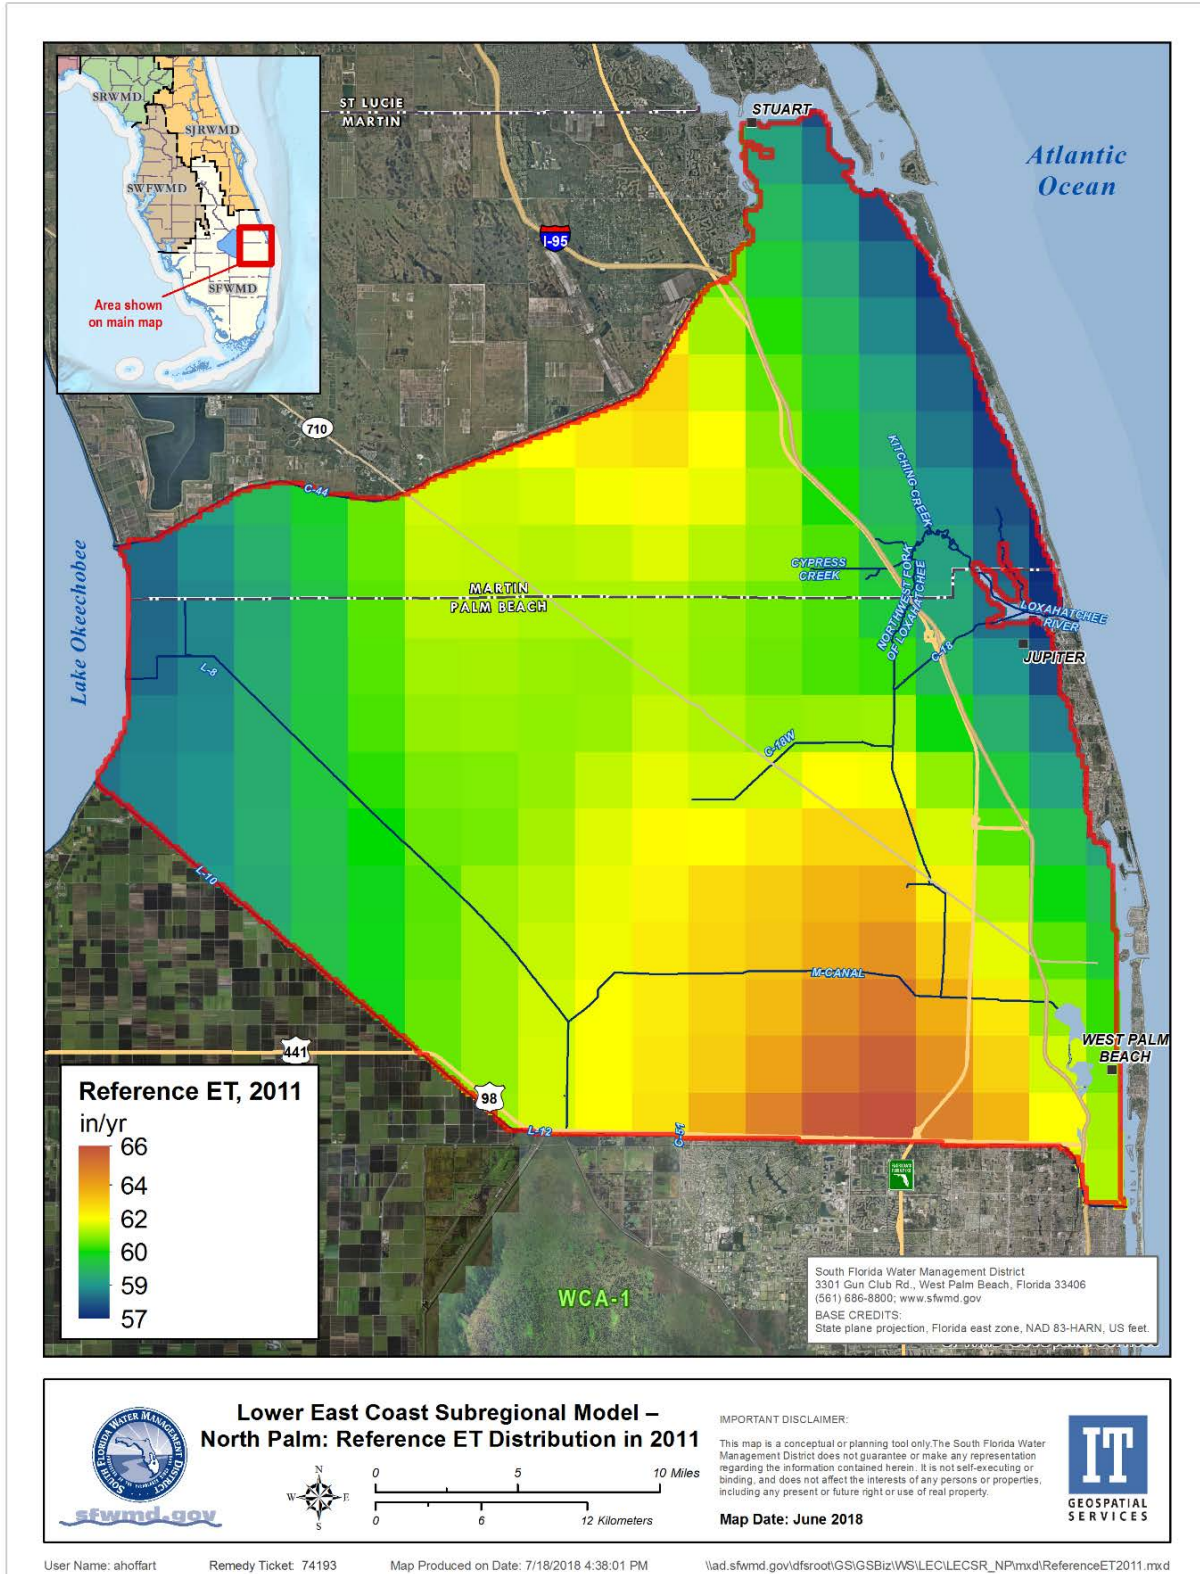 SRWMD
SJRWMD
SWFWMD
SFWMD
Area shown
on main map
ST LUCIE
MARTIN
STUART
Atlantic
Ocean
I-95
710
C-44
KITCHING CREEK
CYPRESS
CREEK
NORTHWEST FORK
OF LOXAHATCHEE
LOXAHATCHEE
RIVER
JUPITER
C-18
Lake Okeechobee
MARTIN
PALM BEACH
L-8
C-18W
L-10
M-CANAL
WEST PALM
BEACH
441
98
L-12
C-51
WCA-1
Reference ET, 2011
in/yr
66
64
62
60
59
57
South Florida Water Management District
3301 Gun Club Rd., West Palm Beach, Florida 33406
(561) 686-8800; www.sfwmd.gov
BASE CREDITS:
State plane projection, Florida east zone, NAD 83-HARN, US feet.
SOUTH FLORIDA WATER MANAGEMENT DISTRICT
sfwmd.gov
Lower East Coast Subregional Model –
North Palm: Reference ET Distribution in 2011
N
W E
S
0 5 10 Miles
0 6 12 Kilometers
IMPORTANT DISCLAIMER:
This map is a conceptual or planning tool only.The South Florida Water
Management District does not guarantee or make any representation
regarding the information contained herein. It is not self-executing or
binding, and does not affect the interests of any persons or properties,
including any present or future right or use of real property.
Map Date: June 2018
IT
GEOSPATIAL
SERVICES
User Name: ahoffart Remedy Ticket: 74193 Map Produced on Date: 7/18/2018 4:38:01 PM \\ad.sfwmd.gov\dfsroot\GS\GSBiz\WS\LEC\LECSR_NP\mxd\ReferenceET2011.mxd